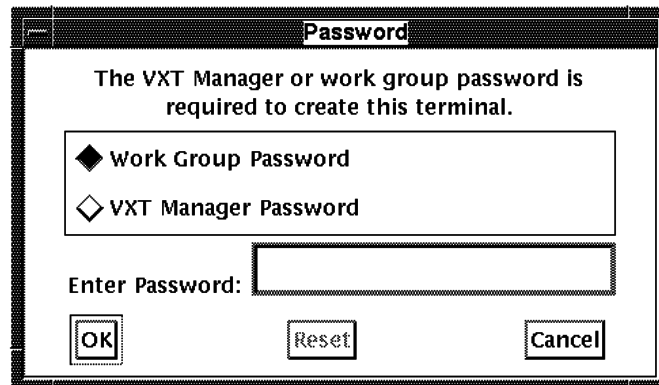 Password
The VXT Manager or work group password is
required to create this terminal.
Work Group Password
VXT Manager Password
Enter Password:
OK
Reset
Cancel